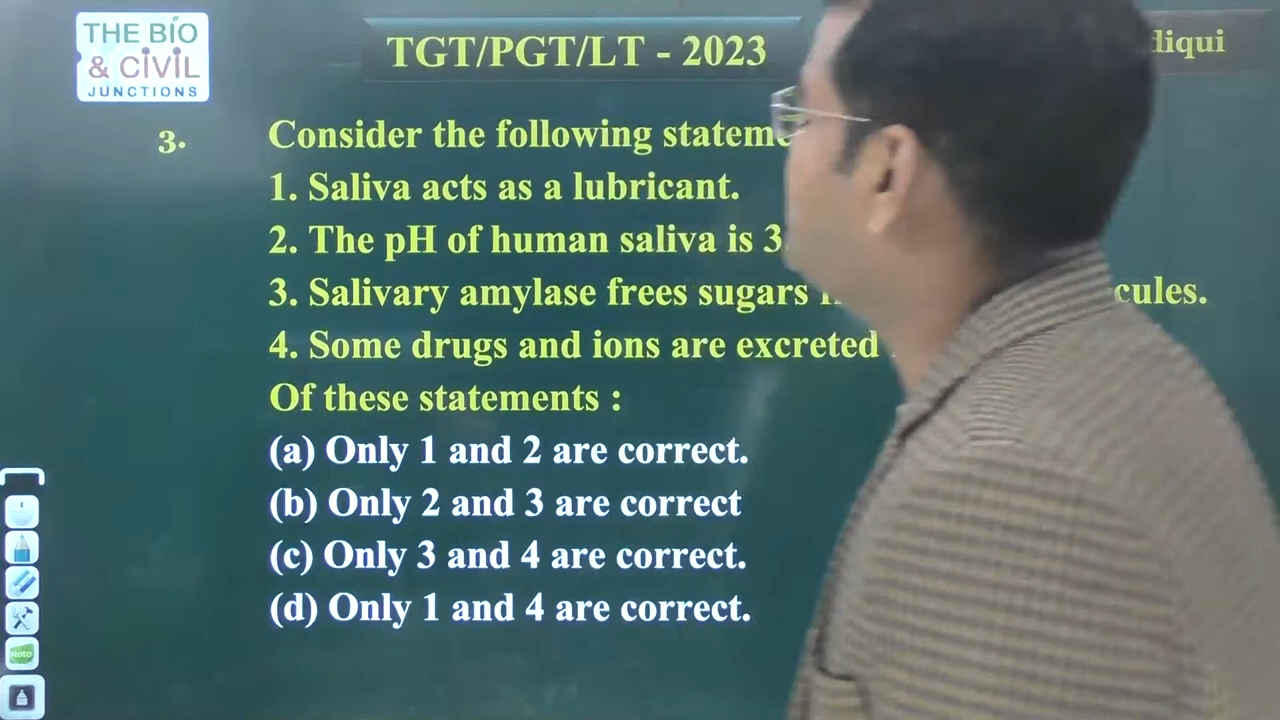 THE BIO
& CIVIL
JUNCTIONS
TGT/PGT/LT - 2023
diqui
3. Consider the following statem
1. Saliva acts as a lubricant.
2. The pH of human saliva is 3.
3. Salivary amylase frees sugars cules.
4. Some drugs and ions are excreted
Of these statements :
(a) Only 1 and 2 are correct.
(b) Only 2 and 3 are correct
(c) Only 3 and 4 are correct.
(d) Only 1 and 4 are correct.
Note